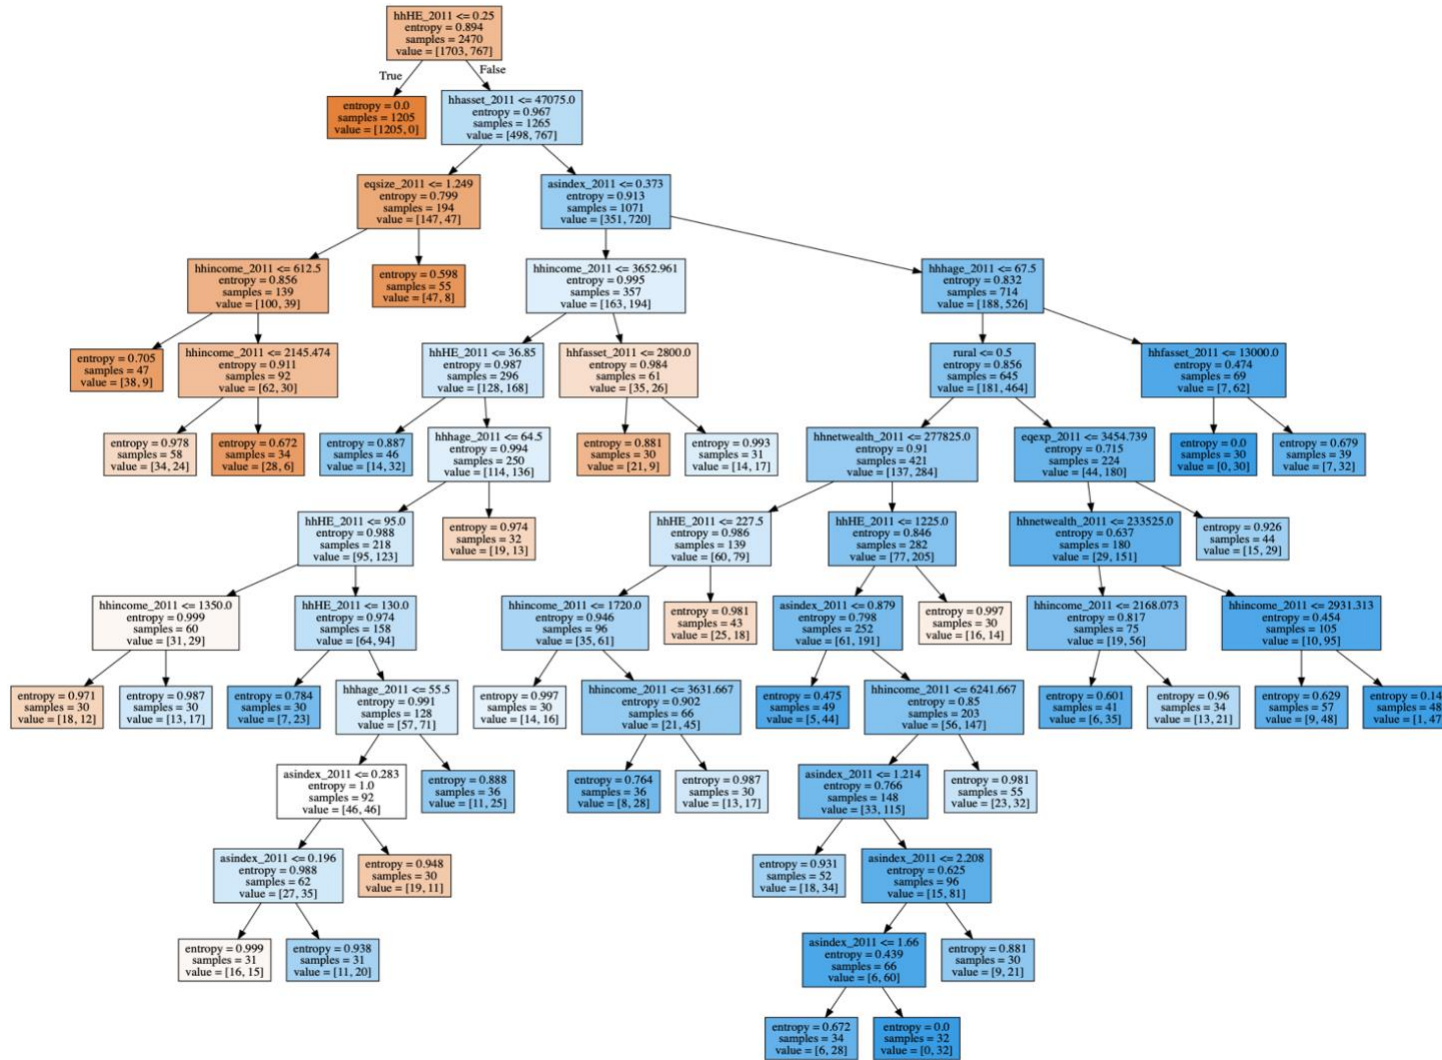 hhHE_2011 <= 0.25
entropy = 0.894
samples = 2470
value = [1703, 767]
True
False
entropy = 0.0
samples = 1205
value = [1205, 0]
hhasset_2011 <= 47075.0
entropy = 0.967
samples = 1265
value = [498, 767]
eqsize_2011 <= 1.249
entropy = 0.799
samples = 194
value = [147, 47]
asindex_2011 <= 0.373
entropy = 0.913
samples = 1071
value = [351, 720]
hhincome_2011 <= 612.5
entropy = 0.856
samples = 139
value = [100, 39]
entropy = 0.598
samples = 55
value = [47, 8]
hhincome_2011 <= 3652.961
entropy = 0.995
samples = 357
value = [163, 194]
hhhage_2011 <= 67.5
entropy = 0.832
samples = 714
value = [188, 526]
entropy = 0.705
samples = 47
value = [38, 9]
hhincome_2011 <= 2145.474
entropy = 0.911
samples = 92
value = [62, 30]
hhHE_2011 <= 36.85
entropy = 0.987
samples = 296
value = [128, 168]
hhfasset_2011 <= 2800.0
entropy = 0.984
samples = 61
value = [35, 26]
rural <= 0.5
entropy = 0.856
samples = 645
value = [181, 464]
hhfasset_2011 <= 13000.0
entropy = 0.474
samples = 69
value = [7, 62]
entropy = 0.978
samples = 58
value = [34, 24]
entropy = 0.672
samples = 34
value = [28, 6]
entropy = 0.887
samples = 46
value = [14, 32]
hhhage_2011 <= 64.5
entropy = 0.994
samples = 250
value = [114, 136]
entropy = 0.881
samples = 30
value = [21, 9]
entropy = 0.993
samples = 31
value = [14, 17]
hhnetwealth_2011 <= 277825.0
entropy = 0.91
samples = 421
value = [137, 284]
eqexp_2011 <= 3454.739
entropy = 0.715
samples = 224
value = [44, 180]
entropy = 0.0
samples = 30
value = [0, 30]
entropy = 0.679
samples = 39
value = [7, 32]
hhHE_2011 <= 95.0
entropy = 0.988
samples = 218
value = [95, 123]
entropy = 0.974
samples = 32
value = [19, 13]
hhHE_2011 <= 227.5
entropy = 0.986
samples = 139
value = [60, 79]
hhHE_2011 <= 1225.0
entropy = 0.846
samples = 282
value = [77, 205]
hhnetwealth_2011 <= 233525.0
entropy = 0.637
samples = 180
value = [29, 151]
entropy = 0.926
samples = 44
value = [15, 29]
hhincome_2011 <= 1350.0
entropy = 0.999
samples = 60
value = [31, 29]
hhHE_2011 <= 130.0
entropy = 0.974
samples = 158
value = [64, 94]
hhincome_2011 <= 1720.0
entropy = 0.946
samples = 96
value = [35, 61]
entropy = 0.981
samples = 43
value = [25, 18]
asindex_2011 <= 0.879
entropy = 0.798
samples = 252
value = [61, 191]
entropy = 0.997
samples = 30
value = [16, 14]
hhincome_2011 <= 2168.073
entropy = 0.817
samples = 75
value = [19, 56]
hhincome_2011 <= 2931.313
entropy = 0.454
samples = 105
value = [10, 95]
entropy = 0.971
samples = 30
value = [18, 12]
entropy = 0.987
samples = 30
value = [13, 17]
entropy = 0.784
samples = 30
value = [7, 23]
hhhage_2011 <= 55.5
entropy = 0.991
samples = 128
value = [57, 71]
entropy = 0.997
samples = 30
value = [14, 16]
hhincome_2011 <= 3631.667
entropy = 0.902
samples = 66
value = [21, 45]
entropy = 0.475
samples = 49
value = [5, 44]
hhincome_2011 <= 6241.667
entropy = 0.85
samples = 203
value = [56, 147]
entropy = 0.601
samples = 41
value = [6, 35]
entropy = 0.96
samples = 34
value = [13, 21]
entropy = 0.629
samples = 57
value = [9, 48]
entropy = 0.14
samples = 48
value = [1, 47
asindex_2011 <= 0.283
entropy = 1.0
samples = 92
value = [46, 46]
entropy = 0.888
samples = 36
value = [11, 25]
entropy = 0.764
samples = 36
value = [8, 28]
entropy = 0.987
samples = 30
value = [13, 17]
asindex_2011 <= 1.214
entropy = 0.766
samples = 148
value = [33, 115]
entropy = 0.981
samples = 55
value = [23, 32]
asindex_2011 <= 0.196
entropy = 0.988
samples = 62
value = [27, 35]
entropy = 0.948
samples = 30
value = [19, 11]
entropy = 0.931
samples = 52
value = [18, 34]
asindex_2011 <= 2.208
entropy = 0.625
samples = 96
value = [15, 81]
entropy = 0.999
samples = 31
value = [16, 15]
entropy = 0.938
samples = 31
value = [11, 20]
asindex_2011 <= 1.66
entropy = 0.439
samples = 66
value = [6, 60]
entropy = 0.881
samples = 30
value = [9, 21]
entropy = 0.672
samples = 34
value = [6, 28]
entropy = 0.0
samples = 32
value = [0, 32]